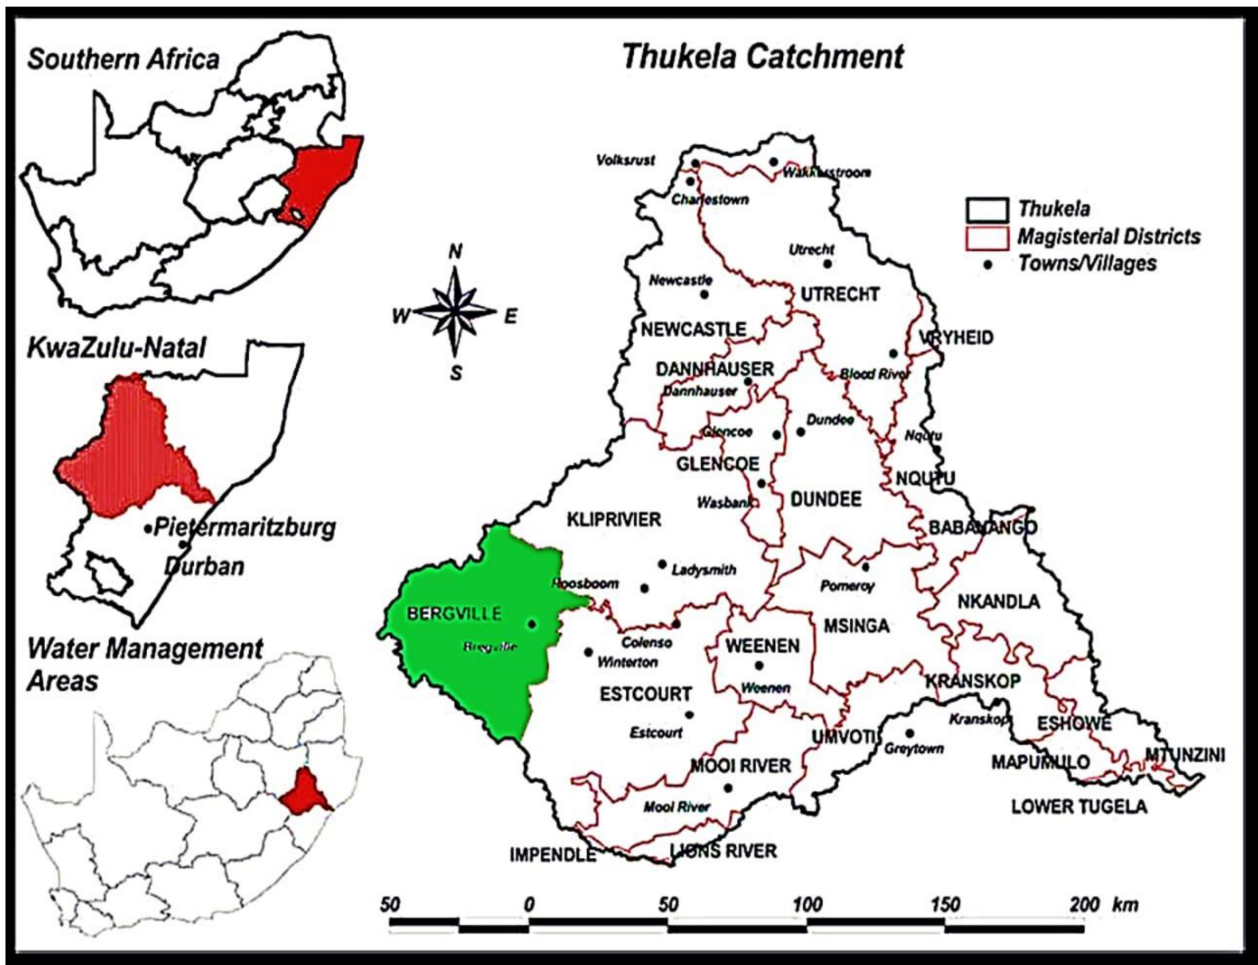 Southern Africa
Thukela Catchment
Volksrust
Wakkerstroom
Charlestown
Thukela
Magisterial Districts
Towns/Villages
N
W
E
S
Utrecht
Newcastle
UTRECHT
NEWCASTLE
VRYHEID
KwaZulu-Natal
DANNHAUSER
Blood River
Dannhauser
Glencoe
Dundee
Nqutu
GLENCOE
NQUTU
Wasbank
DUNDEE
KLIPRIVIER
BABANANGO
Pietermaritzburg
Durban
Roosboom
Ladysmith
Pomeroy
NKANDLA
BERGVILLE
MSINGA
Colenso
WEENEN
Winterton
Water Management
Areas
Weenen
ESTCOURT
KRANSKOP
Kranskop
ESHOWE
Estcourt
UMVOTI
Greytown
MOOI RIVER
MAPUMULO
MTUNZINI
Mooi River
LOWER TUGELA
IMPENDLE
LIONS RIVER
50 0 50 100 150 200 km